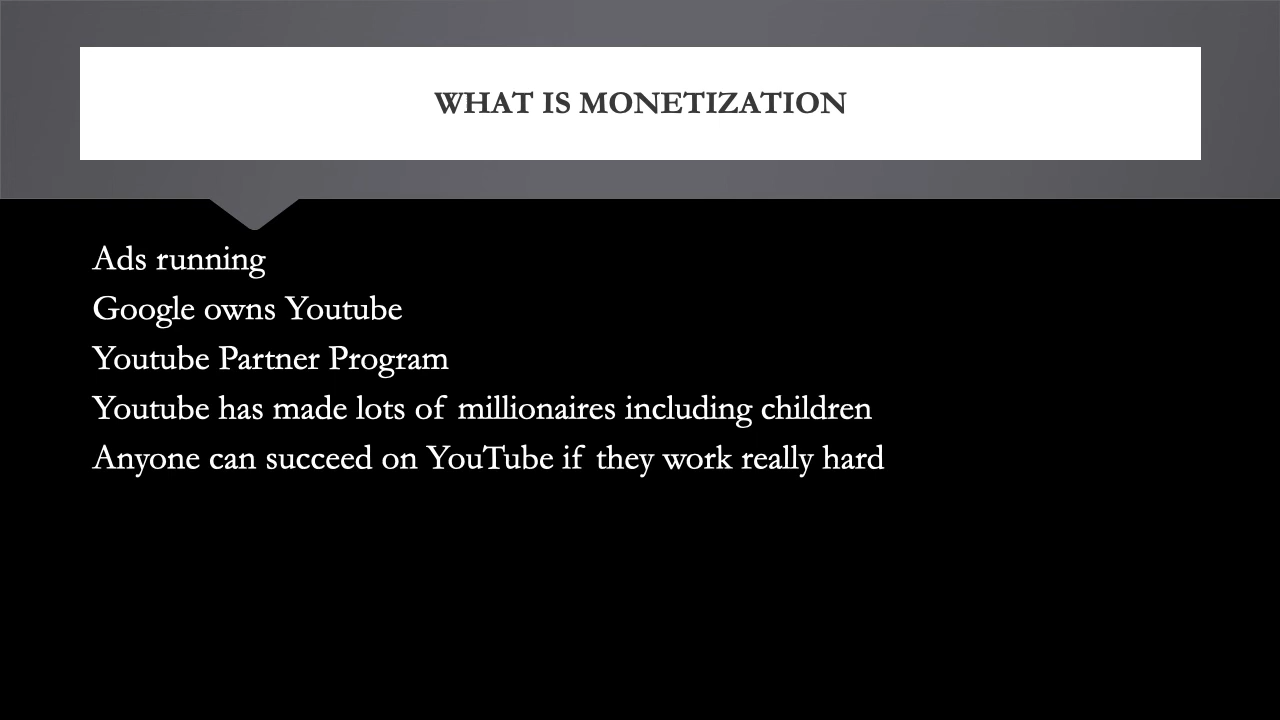 WHAT IS MONETIZATION
Ads running
Google owns Youtube
Youtube Partner Program
Youtube has made lots of millionaires including children
Anyone can succeed on YouTube if they work really hard